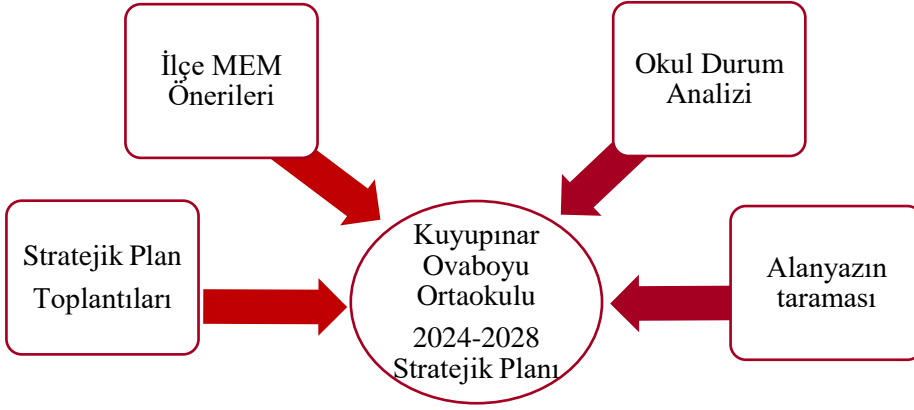 İlçe MEM
Önerileri
Okul Durum
Analizi
Stratejik Plan
Toplantıları
Kuyupınar
Ovaboyu
Ortaokulu
2024-2028
Stratejik Planı
Alanyazın
taraması